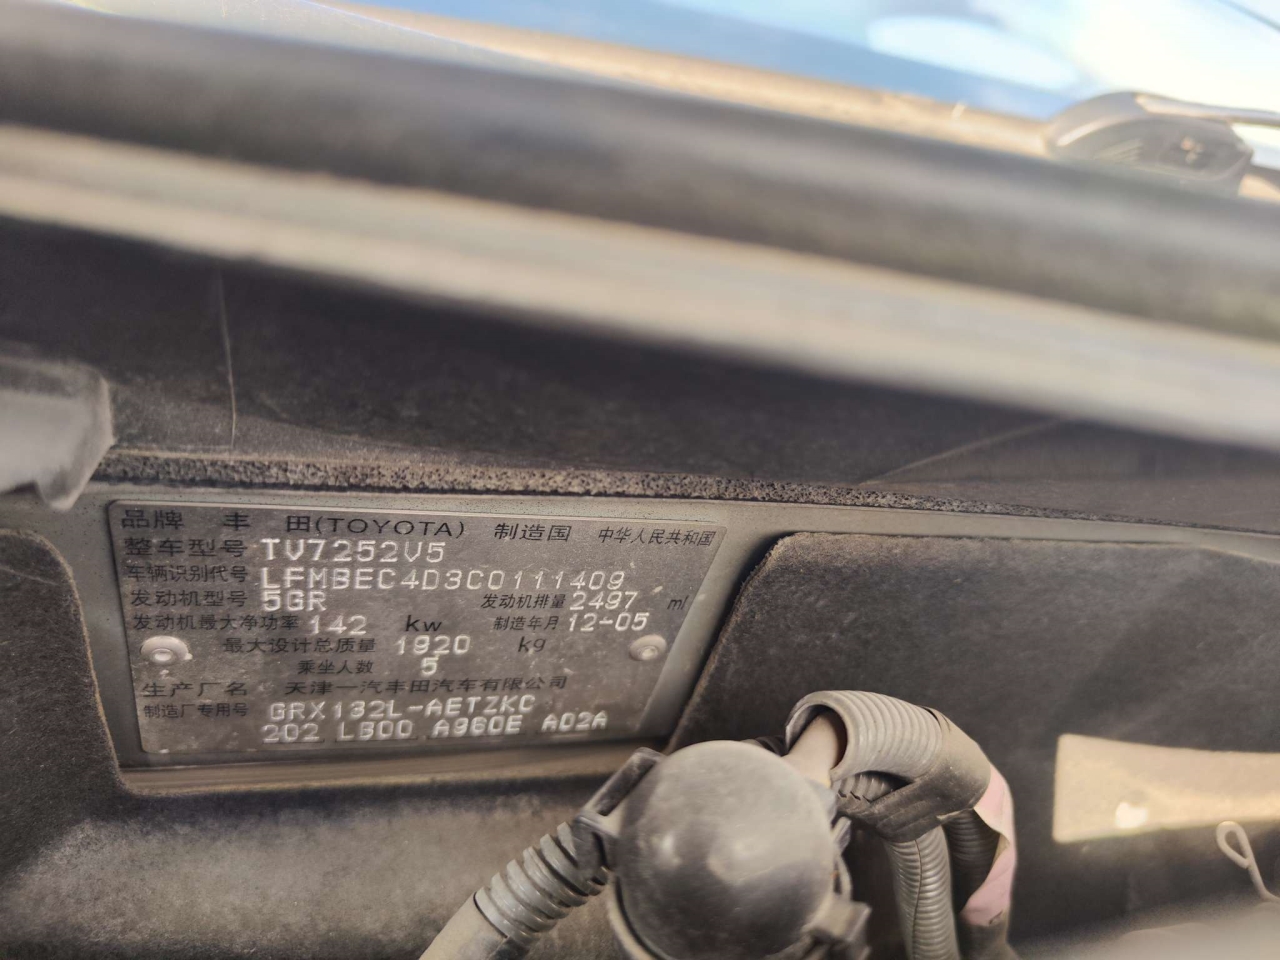 品牌 丰 田(TOYOTA) 制造国 中华人民共和国
整车型号 TV7252V5
车辆识别代号 LFMBEC4D3C0111409
发动机型号 5GR 发动机排量 2497 ml
发动机最大净功率 142 kw 制造年月 12-05
最大设计总质量 1920 kg
乘坐人数 5
生产厂名 天津一汽丰田汽车有限公司
制造厂专用号 GRX132L-AETZKC
202 LB00 A960E A02A